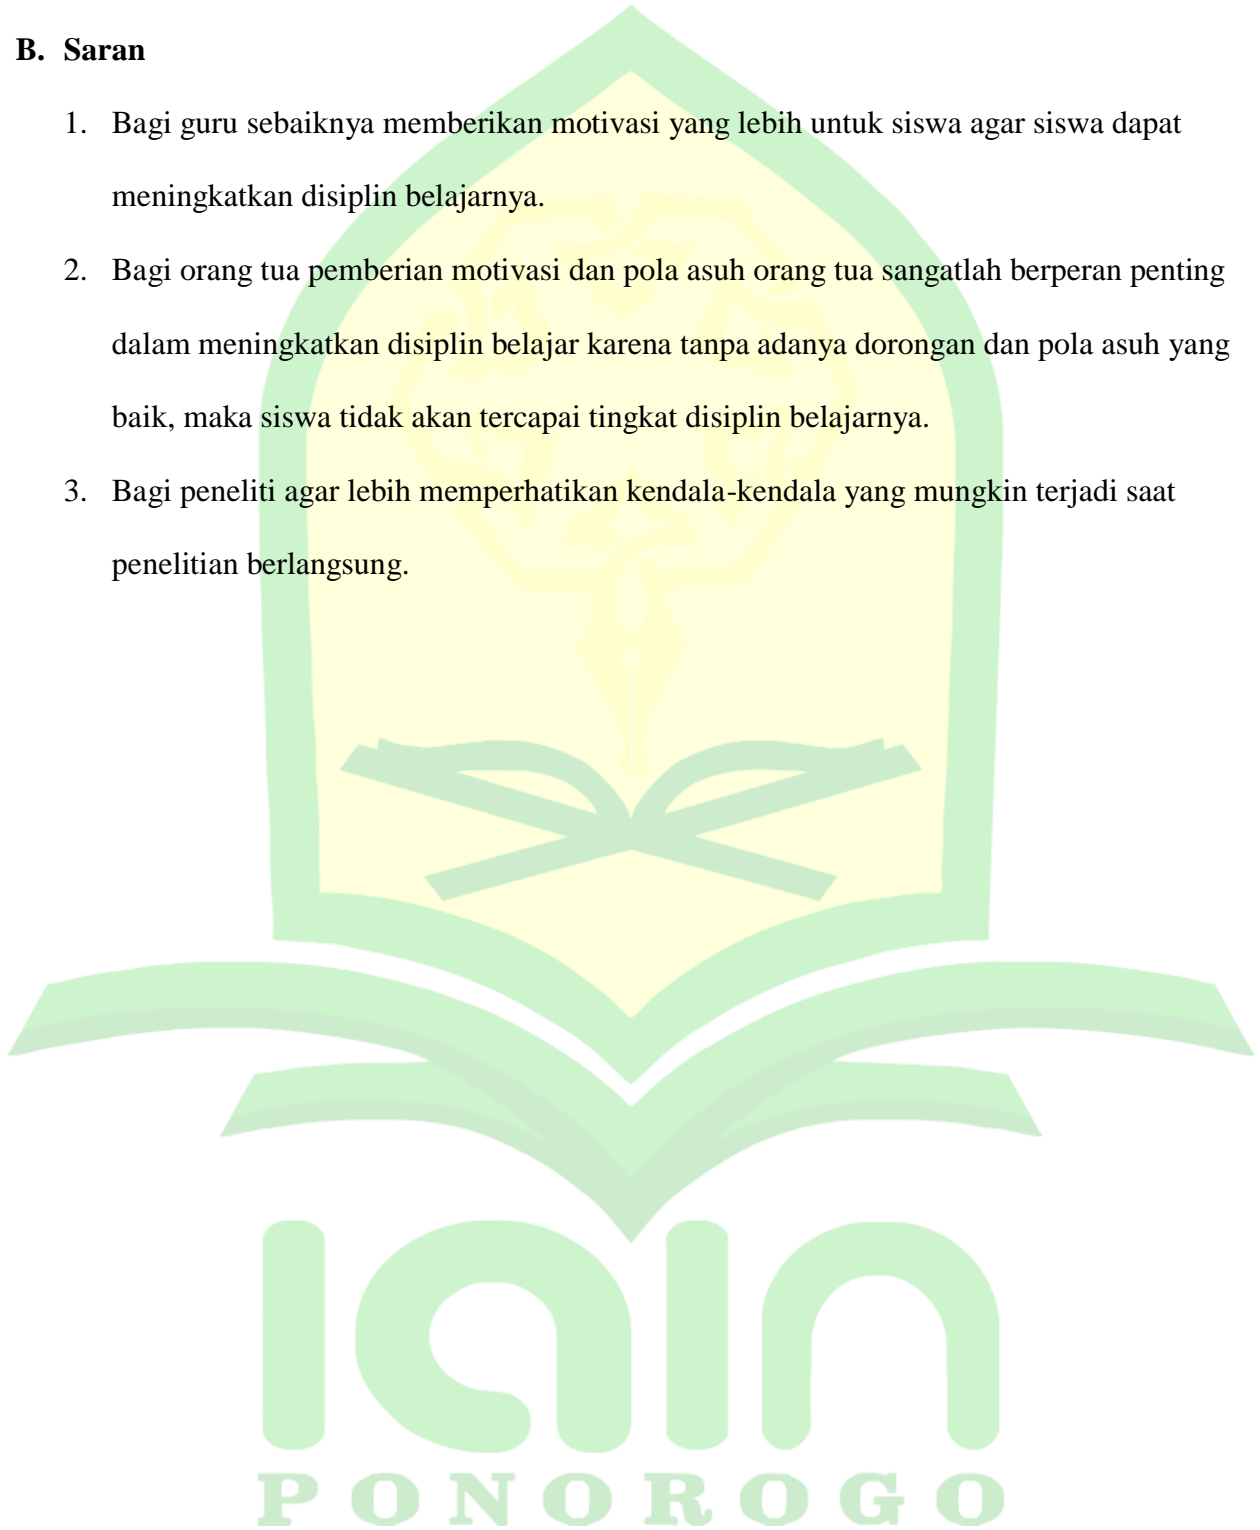 B. Saran
1. Bagi guru sebaiknya memberikan motivasi yang lebih untuk siswa agar siswa dapat
meningkatkan disiplin belajarnya.
2. Bagi orang tua pemberian motivasi dan pola asuh orang tua sangatlah berperan penting
dalam meningkatkan disiplin belajar karena tanpa adanya dorongan dan pola asuh yang
baik, maka siswa tidak akan tercapai tingkat disiplin belajarnya.
3. Bagi peneliti agar lebih memperhatikan kendala-kendala yang mungkin terjadi saat
penelitian berlangsung.
iain
PONOROGO